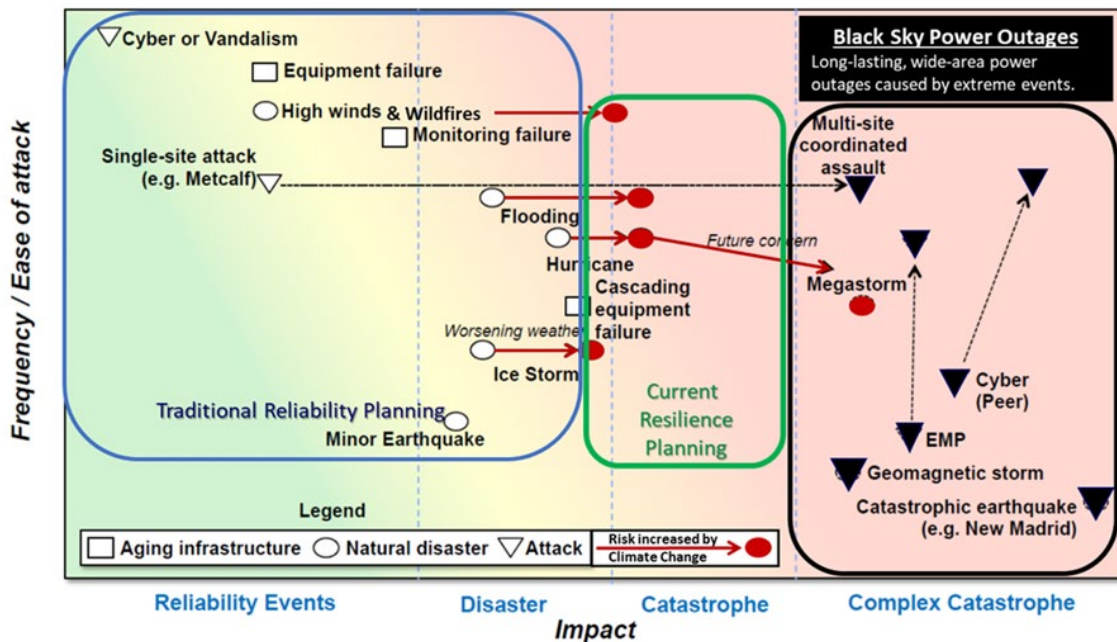 Black Sky Power Outages
Long-lasting, wide-area power
outages caused by extreme events.
Cyber or Vandalism
Equipment failure
High winds & Wildfires
Monitoring failure
Single-site attack
(e.g. Metcalf)
Multi-site
coordinated
assault
Flooding
Hurricane
Future concern
Megastorm
Cascading
equipment
failure
Worsening weather
Ice Storm
Traditional Reliability Planning
Minor Earthquake
Current
Resilience
Planning
Cyber
(Peer)
EMP
Geomagnetic storm
Catastrophic earthquake
(e.g. New Madrid)
Legend
Aging infrastructure
Natural disaster
Attack
Risk increased by
Climate Change
Frequency / Ease of attack
Reliability Events
Disaster
Catastrophe
Complex Catastrophe
Impact